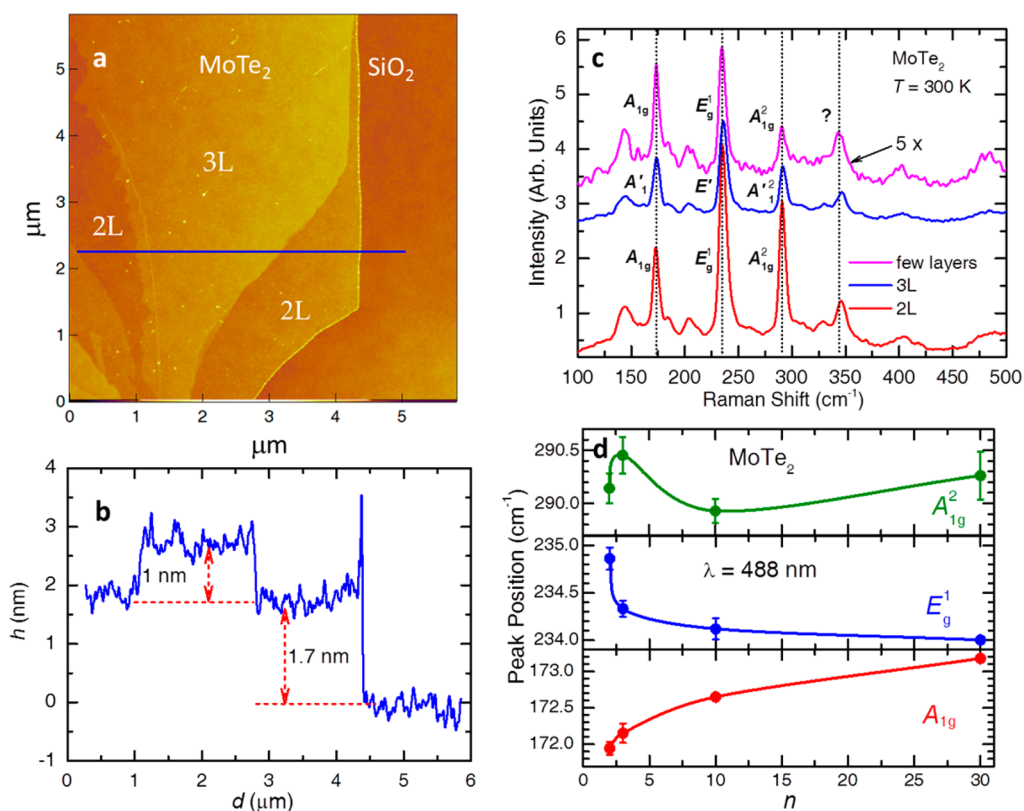 a
MoTe₂
SiO₂
3L
2L
2L
μm
5
4
3
2
1
0
0
1
2
3
4
5
μm
b
h (nm)
4
3
2
1
0
-1
1 nm
1.7 nm
0
1
2
3
4
5
6
d (μm)
c
MoTe₂
T = 300 K
A₁g
E¹g
A²₁g
?
5 x
A'₁
E'
A'²₁
A₁g
E¹g
A²₁g
few layers
3L
2L
Intensity (Arb. Units)
6
5
4
3
2
1
100
150
200
250
300
350
400
450
500
Raman Shift (cm⁻¹)
d
MoTe₂
290.5
290.0
A²₁g
235.0
234.5
234.0
λ = 488 nm
E¹g
173.0
172.5
172.0
A₁g
Peak Position (cm⁻¹)
0
5
10
15
20
25
30
n